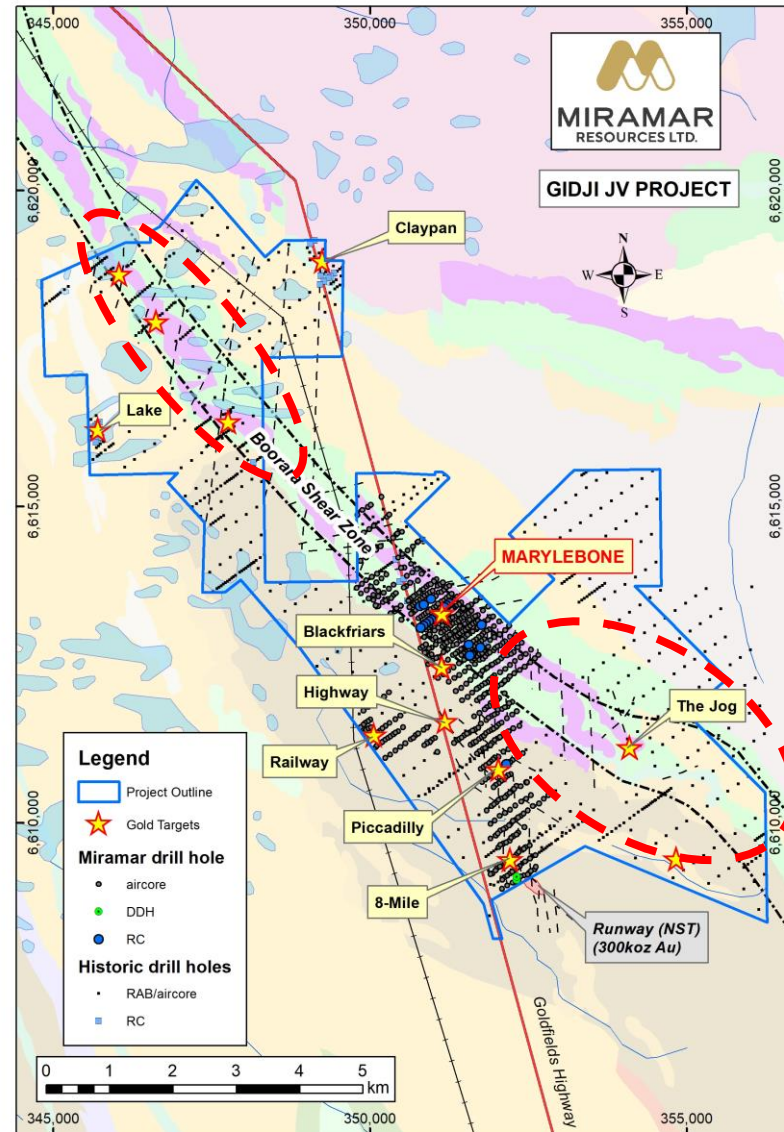 345,000
350,000
355,000
MIRAMAR
RESOURCES LTD.
GIDJI JV PROJECT
6,620,000
6,620,000
N
W E
S
Claypan
Lake
Boorara Shear Zone
6,615,000
6,615,000
MARYLEBONE
Blackfriars
Highway
The Jog
Railway
Legend
Project Outline
Gold Targets
Miramar drill hole
aircore
DDH
RC
Historic drill holes
RAB/aircore
RC
Piccadilly
6,610,000
6,610,000
8-Mile
Runway (NST)
(300koz Au)
Goldfields Highway
0 1 2 3 4 5
km
345,000
350,000
355,000